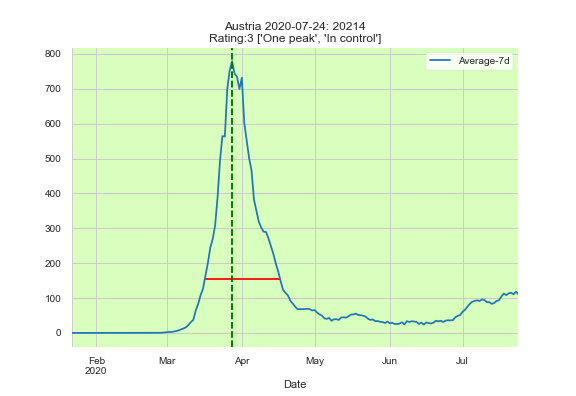 Austria 2020-07-24: 20214
Rating:3 ['One peak', 'In control']
Average-7d
800
700
600
500
400
300
200
100
0
Feb
2020
Mar
Apr
May
Jun
Jul
Date